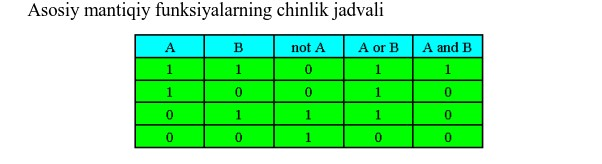 Asosiy mantiqiy funksiyalarning chinlik jadvali
A B not A A or B A and B
1 1 0 1 1
1 0 0 1 0
0 1 1 1 0
0 0 1 0 0